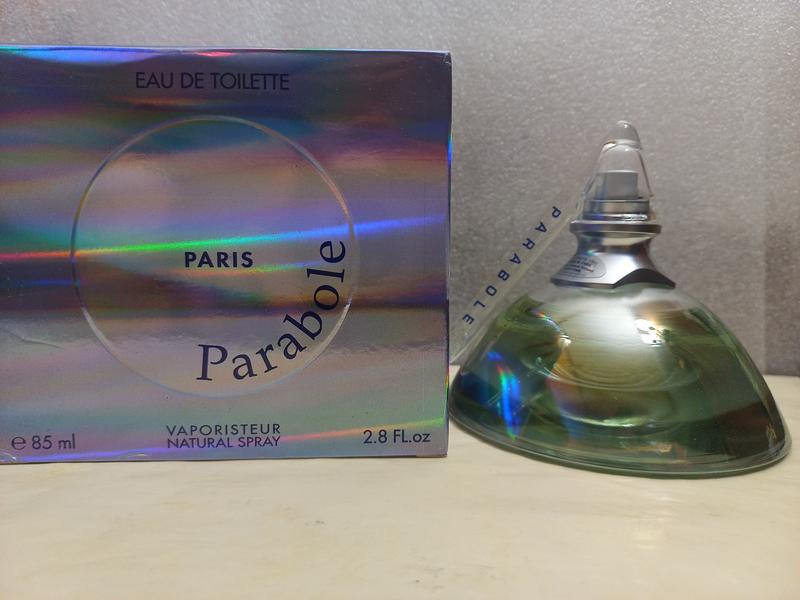 EAU DE TOILETTE
PARIS
Parabole
℮ 85 ml
VAPORISTEUR
NATURAL SPRAY
2.8 FL.oz
PARABOLE